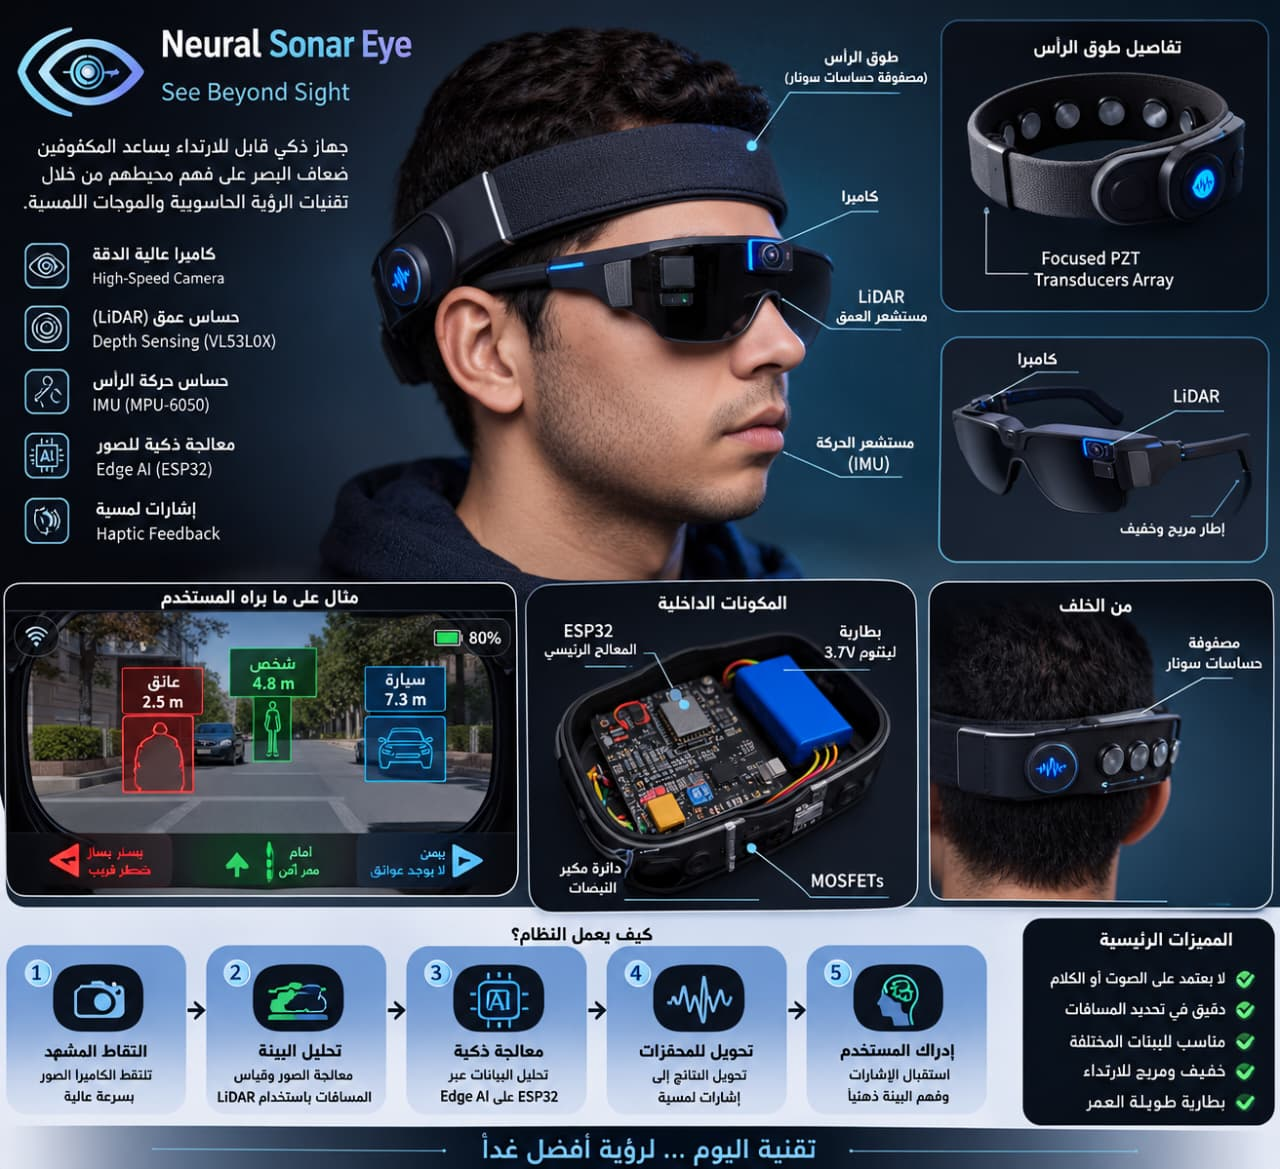 Neural Sonar Eye
See Beyond Sight
جهاز ذكي قابل للارتداء يساعد المكفوفين
ضعاف البصر على فهم محيطهم من خلال
تقنيات الرؤية الحاسوبية والموجات اللمسية.
كاميرا عالية الدقة
High-Speed Camera
حساس عمق (LiDAR)
Depth Sensing (VL53L0X)
حساس حركة الرأس
IMU (MPU-6050)
معالجة ذكية للصور
Edge AI (ESP32)
إشارات لمسية
Haptic Feedback
طوق الرأس
(مصفوفة حساسات سونار)
كاميرا
LiDAR
مستشعر العمق
مستشعر الحركة
(IMU)
تفاصيل طوق الرأس
Focused PZT
Transducers Array
كامبرا
LiDAR
إطار مريح وخفيف
مثال على ما براه المستخدم
80%
عانق
2.5 m
شخص
4.8 m
سيارة
7.3 m
خطر قريب
أمام
ممر آمن
يمين
لا يوجد عوائق
المكونات الداخلية
ESP32
المعالج الرئيسي
بطارية
ليثيوم 3.7V
دائرة مكبر
النبضات
MOSFETs
من الخلف
مصفوفة
حساسات سونار
كيف يعمل النظام؟
1
التقاط المشهد
تلتقط الكاميرا الصور
بسرعة عالية
2
تحليل البيئة
معالجة الصور وقياس
المسافات باستخدام LiDAR
3
AI
معالجة ذكية
تحليل البيانات عبر
Edge AI على ESP32
4
تحويل للمحفزات
تحويل النتائج إلى
إشارات لمسية
5
إدراك المستخدم
استقبال الإشارات
وفهم البيئة ذهنياً
المميزات الرئيسية
لا يعتمد على الصوت أو الكلام
دقيق في تحديد المسافات
مناسب للبيئات المختلفة
خفيف ومريح للارتداء
بطارية طويلة العمر
تقنية اليوم ... لرؤية أفضل غداً